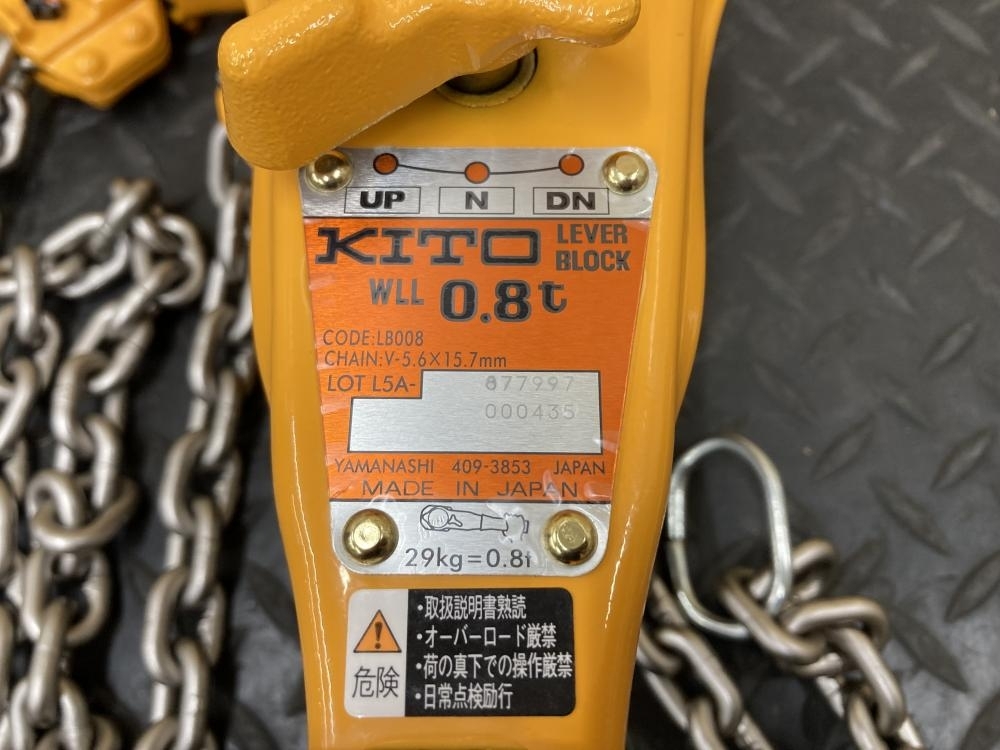 UP N DN
KITO LEVER BLOCK
WLL 0.8t
CODE:LB008
CHAIN:V-5.6×15.7mm
LOT L5A- 877997
000435
YAMANASHI 409-3853 JAPAN
MADE IN JAPAN
29kg=0.8t
危険
・取扱説明書熟読
・オーバーロード厳禁
・荷の真下での操作厳禁
・日常点検励行